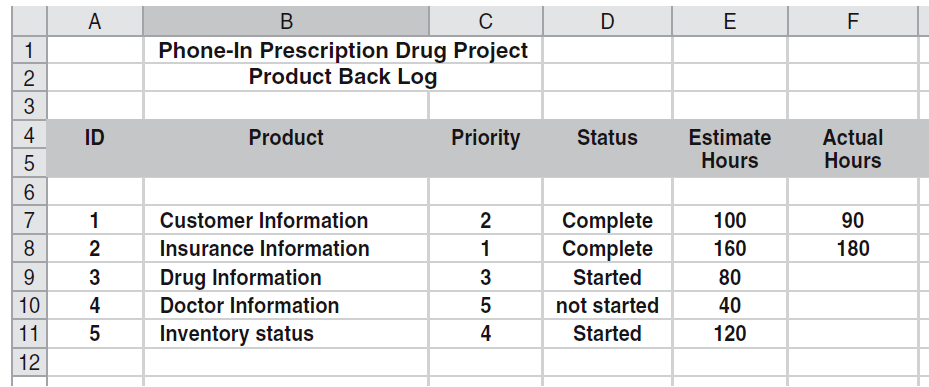 A B C D E F
1 Phone-In Prescription Drug Project
2 Product Back Log
3
4 ID Product Priority Status Estimate Actual
5 Hours Hours
6
7 1 Customer Information 2 Complete 100 90
8 2 Insurance Information 1 Complete 160 180
9 3 Drug Information 3 Started 80
10 4 Doctor Information 5 not started 40
11 5 Inventory status 4 Started 120
12